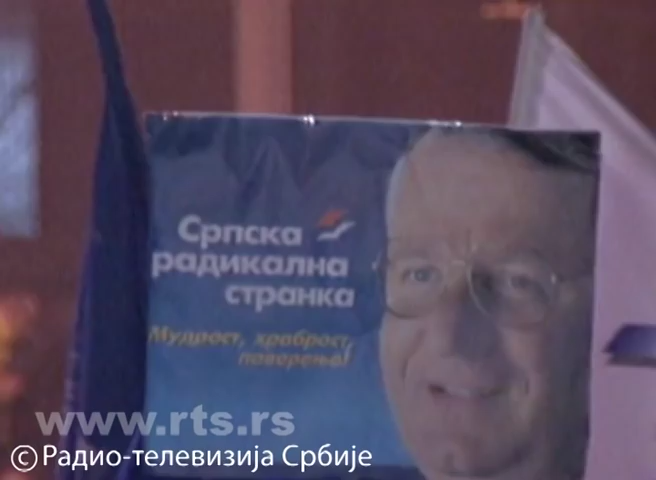 Српска
радикална
странка
Мудрост, храброст,
поверење!
www.rts.rs
©Радио-телевизија Србије